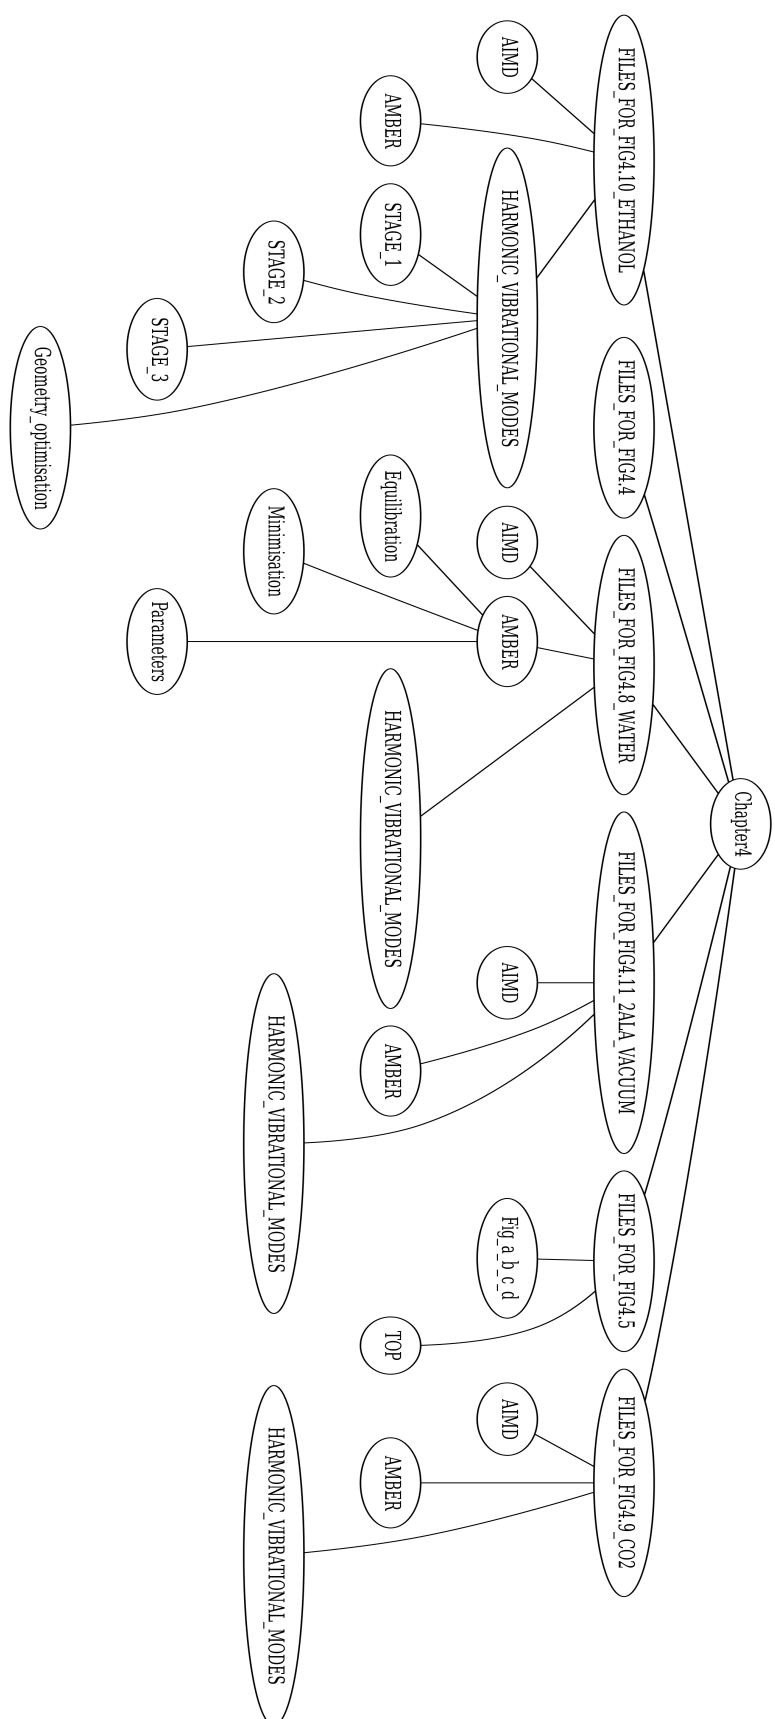 Chapter4
FILES_FOR_FIG4.10_ETHANOL
FILES_FOR_FIG4.4
FILES_FOR_FIG4.8_WATER
FILES_FOR_FIG4.11_2ALA_VACUUM
FILES_FOR_FIG4.5
FILES_FOR_FIG4.9_CO2
AIMD
HARMONIC_VIBRATIONAL_MODES
AIMD
AMBER
AIMD
Fig_a_b_c_d
AIMD
AMBER
STAGE_1
Equilibration
HARMONIC_VIBRATIONAL_MODES
AMBER
TOP
AMBER
STAGE_2
Minimisation
HARMONIC_VIBRATIONAL_MODES
HARMONIC_VIBRATIONAL_MODES
STAGE_3
Parameters
Geometry_optimisation